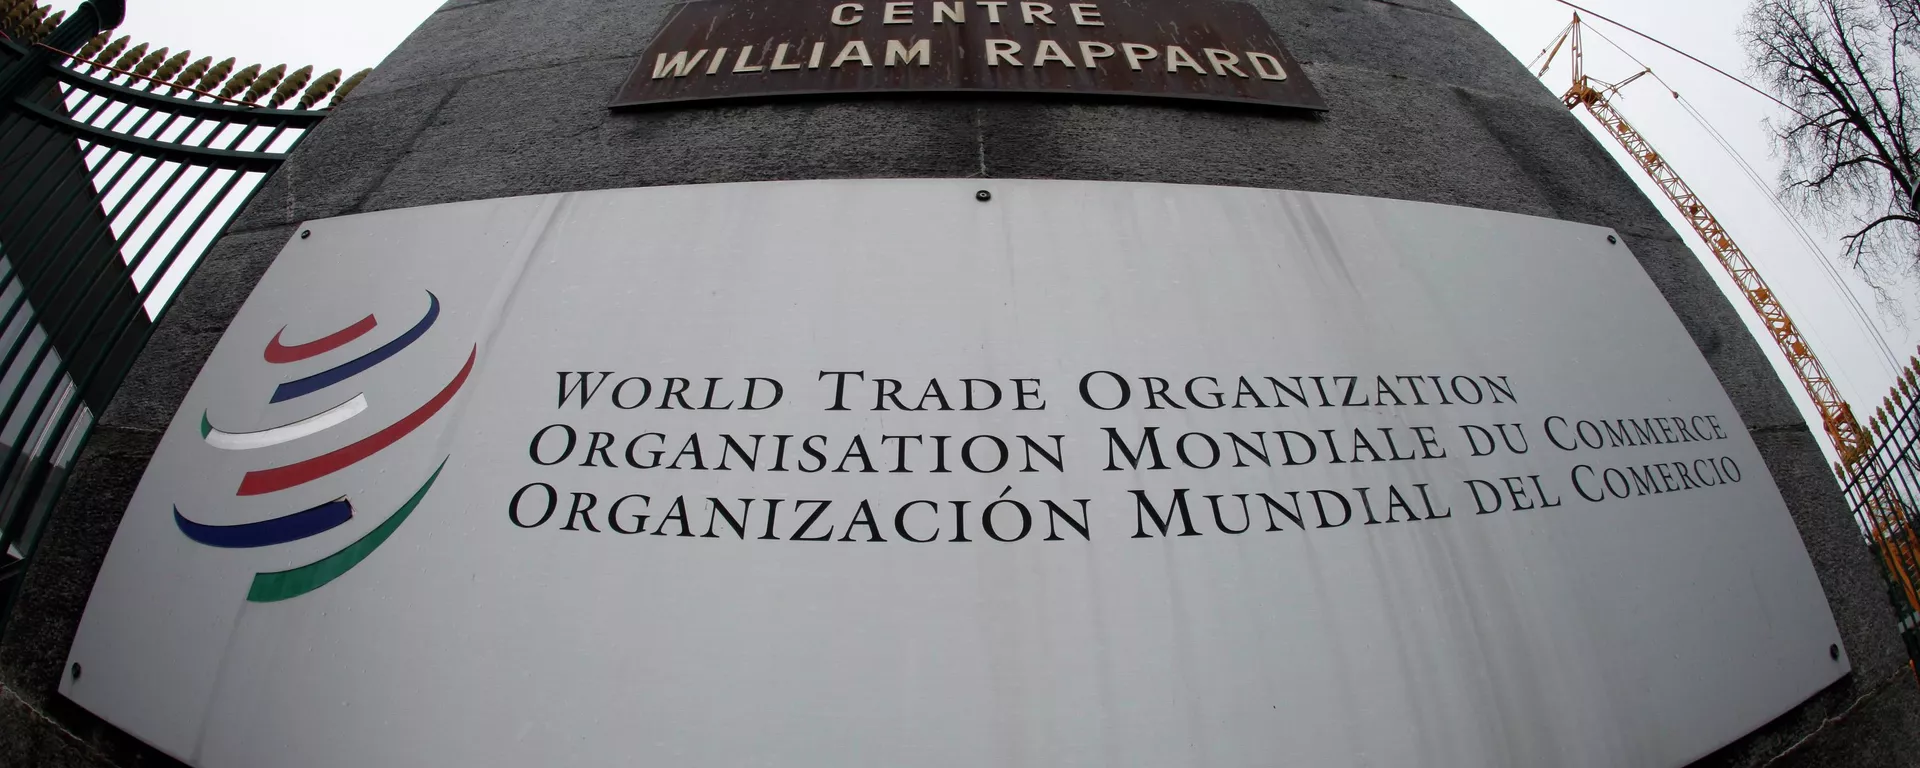 CENTRE
WILLIAM RAPPARD
WORLD TRADE ORGANIZATION
ORGANISATION MONDIALE DU COMMERCE
ORGANIZACIÓN MUNDIAL DEL COMERCIO